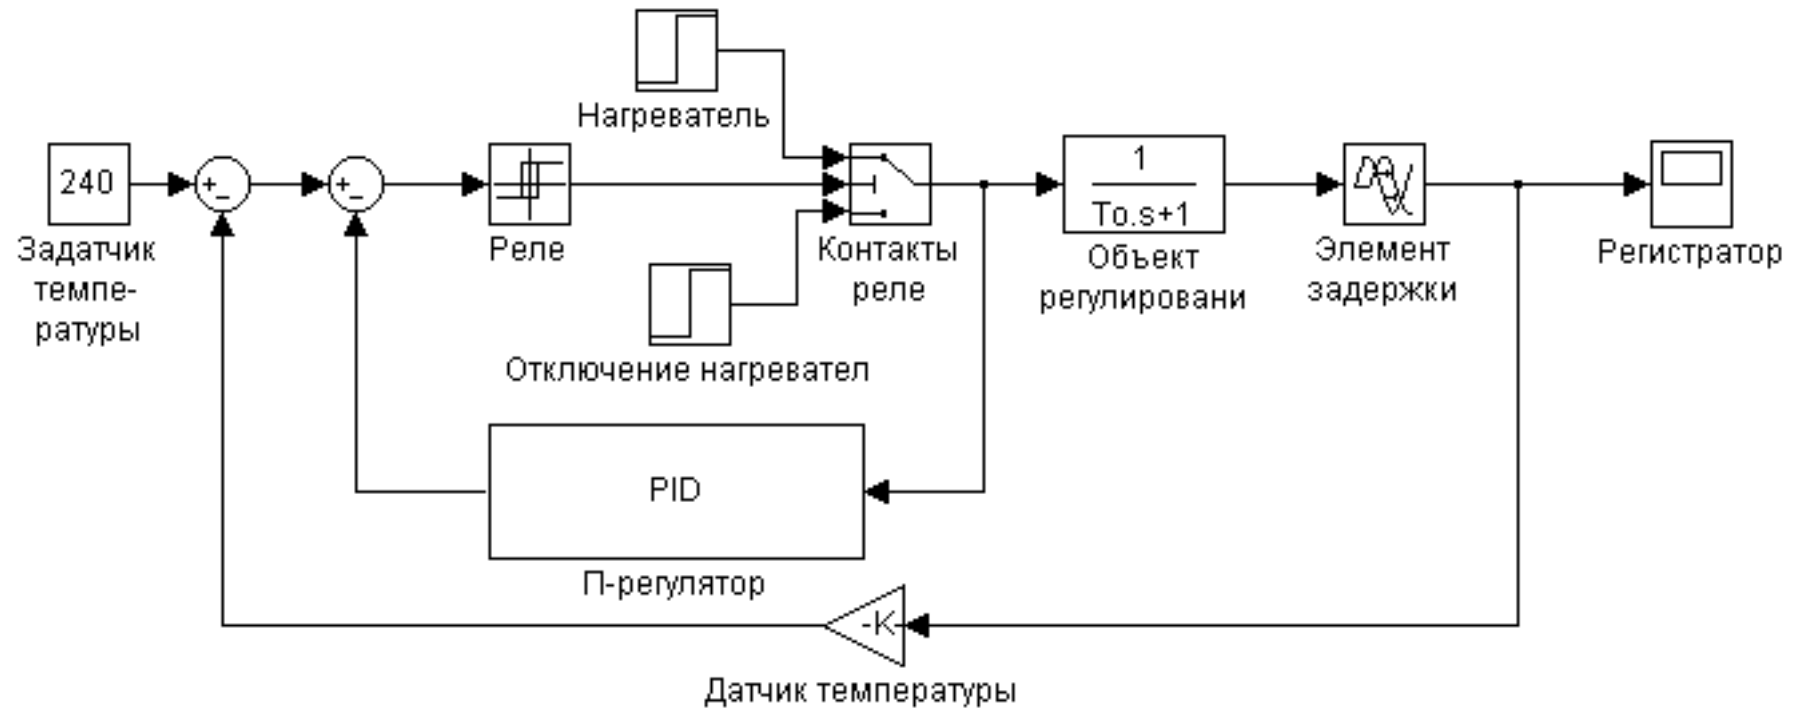 Нагреватель
240
1
To.s+1
Задатчик
темпе-
ратуры
Реле
Контакты
реле
Объект
регулировани
Элемент
задержки
Регистратор
Отключение нагревател
PID
П-регулятор
-K-
Датчик температуры